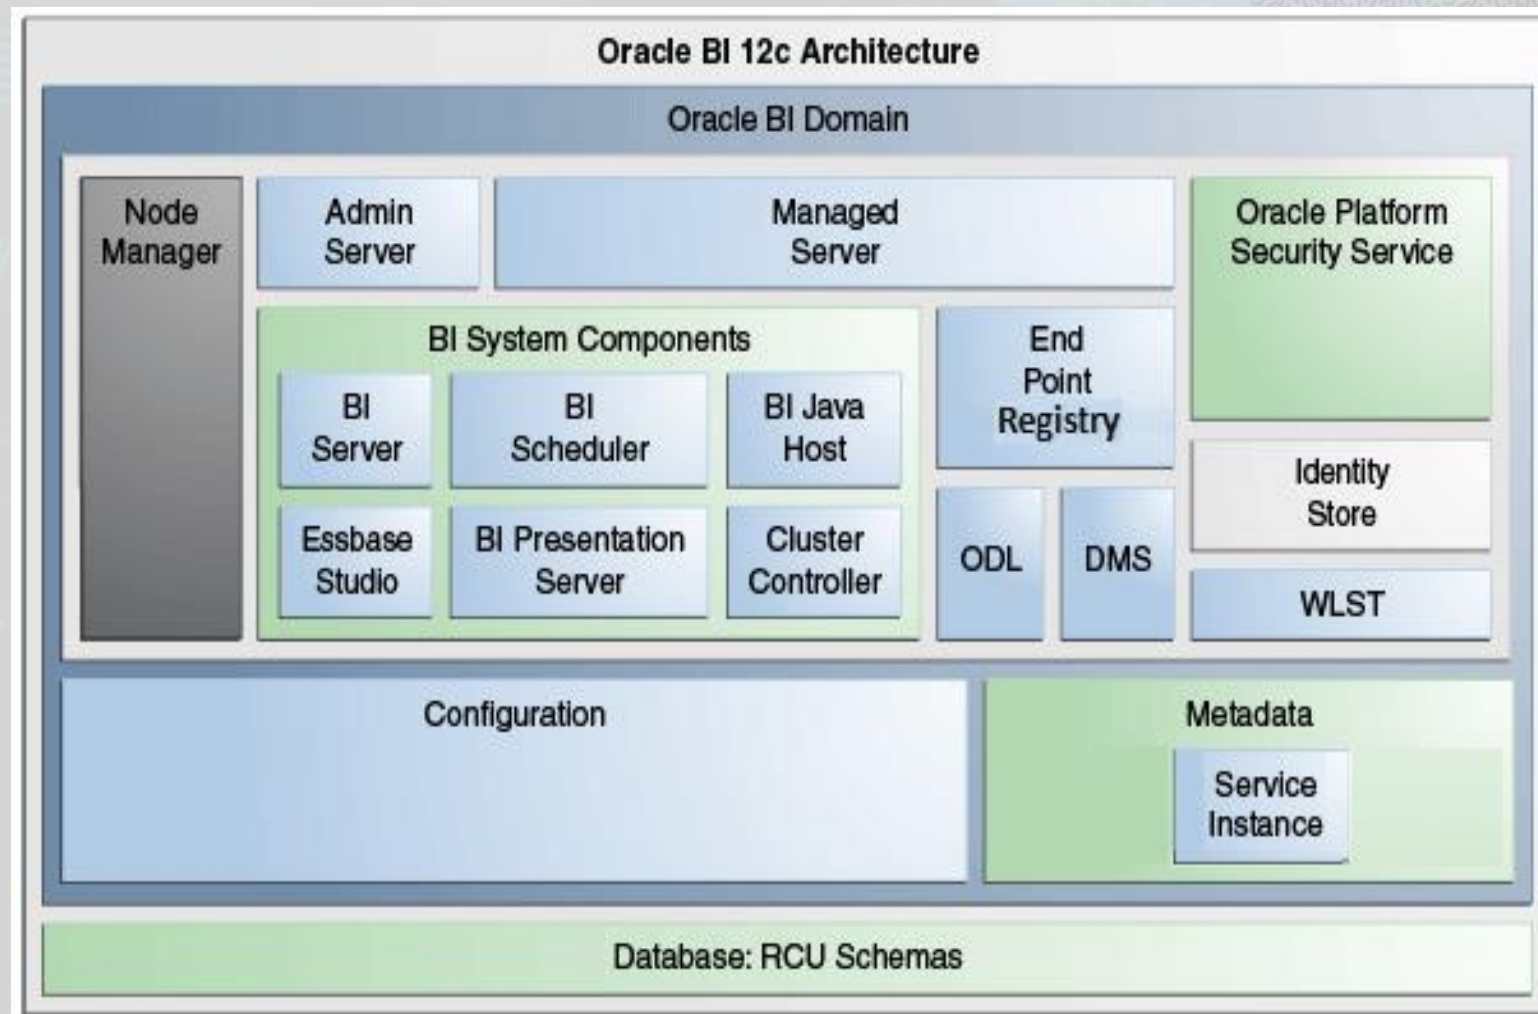 Oracle BI 12c Architecture
Oracle BI Domain
Node
Manager
Admin
Server
Managed
Server
Oracle Platform
Security Service
BI System Components
BI
Server
BI
Scheduler
BI Java
Host
Essbase
Studio
BI Presentation
Server
Cluster
Controller
End
Point
Registry
ODL
DMS
Identity
Store
WLST
Configuration
Metadata
Service
Instance
Database: RCU Schemas